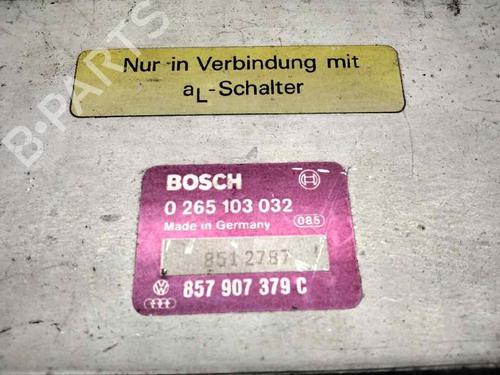 Nur in Verbindung mit
aL-Schalter
B-PARTS
BOSCH
0 265 103 032
Made in Germany
085
8512787
857 907 379 C